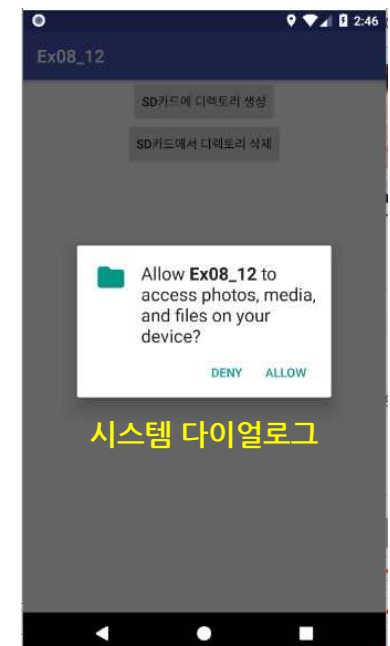 2:46
Ex08_12
SD카드에 디렉토리 생성
SD카드에서 디렉토리 삭제
Allow Ex08_12 to
access photos, media,
and files on your
device?
DENY ALLOW
시스템 다이얼로그